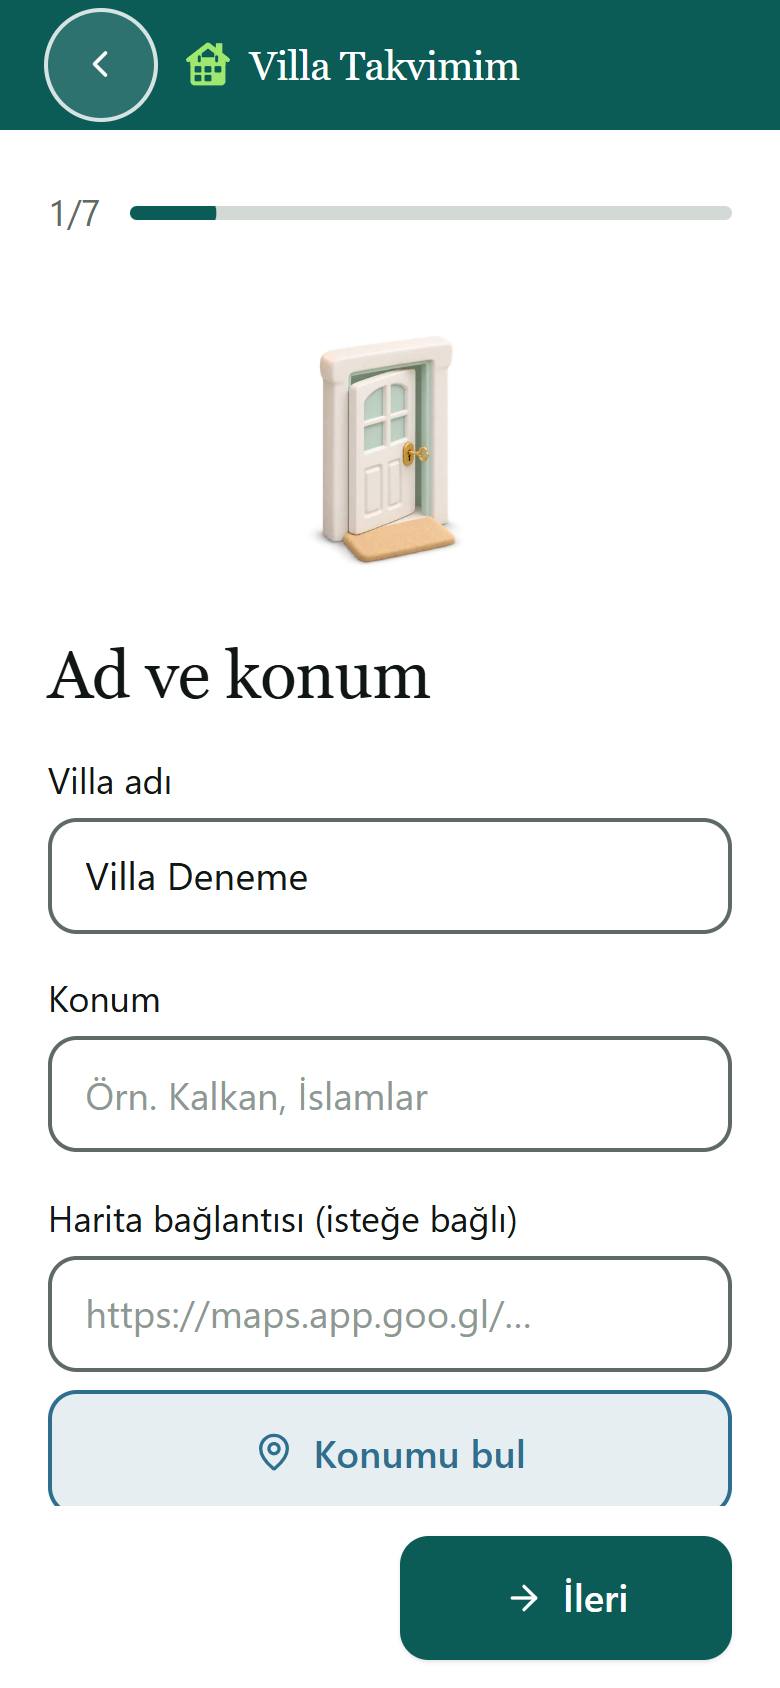 Villa Takvimim
1/7
Ad ve konum
Villa adı
Villa Deneme
Konum
Örn. Kalkan, İslamlar
Harita bağlantısı (isteğe bağlı)
https://maps.app.goo.gl/...
Konumu bul
İleri